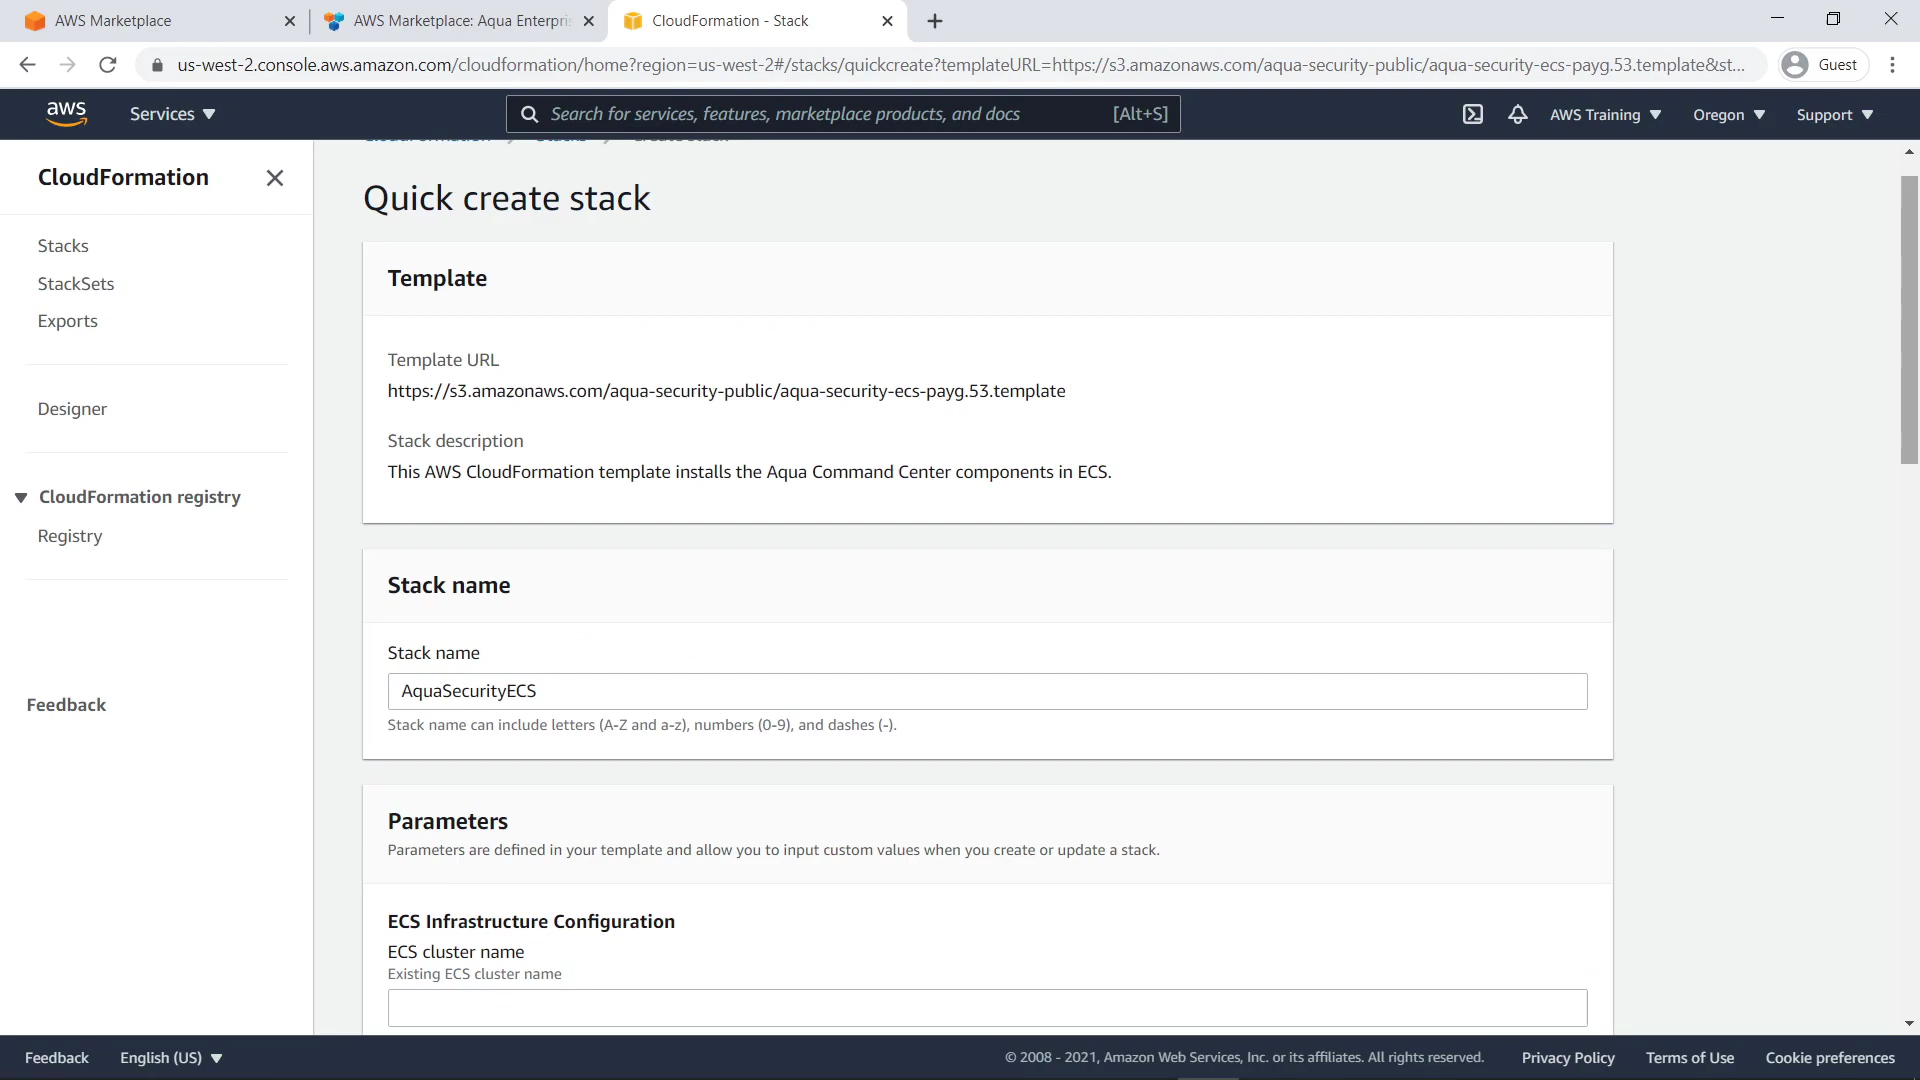 AWS Marketplace
AWS Marketplace: Aqua Enterpri
CloudFormation - Stack
us-west-2.console.aws.amazon.com/cloudformation/home?region=us-west-2#/stacks/quickcreate?templateURL=https://s3.amazonaws.com/aqua-security-public/aqua-security-ecs-payg.53.template&st...
Guest
aws
Services
Search for services, features, marketplace products, and docs
[Alt+S]
AWS Training
Oregon
Support
CloudFormation
Stacks
StackSets
Exports
Designer
CloudFormation registry
Registry
Feedback
Quick create stack
Template
Template URL
https://s3.amazonaws.com/aqua-security-public/aqua-security-ecs-payg.53.template
Stack description
This AWS CloudFormation template installs the Aqua Command Center components in ECS.
Stack name
Stack name
AquaSecurityECS
Stack name can include letters (A-Z and a-z), numbers (0-9), and dashes (-).
Parameters
Parameters are defined in your template and allow you to input custom values when you create or update a stack.
ECS Infrastructure Configuration
ECS cluster name
Existing ECS cluster name
Feedback
English (US)
© 2008 - 2021, Amazon Web Services, Inc. or its affiliates. All rights reserved.
Privacy Policy
Terms of Use
Cookie preferences